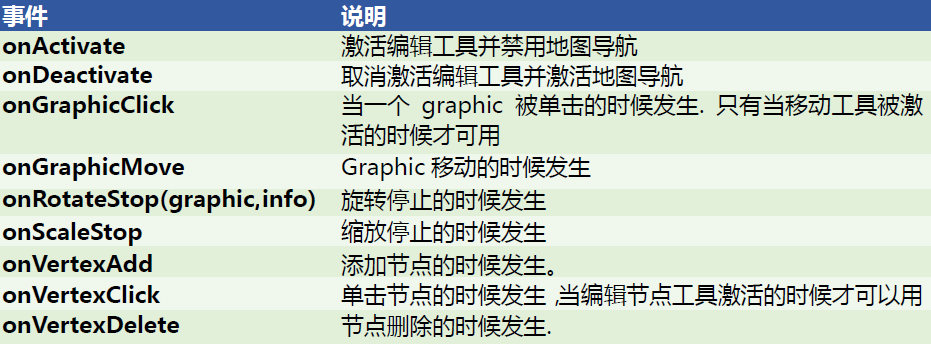 事件 说明
onActivate 激活编辑工具并禁用地图导航
onDeactivate 取消激活编辑工具并激活地图导航
onGraphicClick 当一个 graphic 被单击的时候发生. 只有当移动工具被激
活的时候才可用
onGraphicMove Graphic 移动的时候发生
onRotateStop(graphic,info) 旋转停止的时候发生
onScaleStop 缩放停止的时候发生
onVertexAdd 添加节点的时候发生。
onVertexClick 单击节点的时候发生 ,当编辑节点工具激活的时候才可以用
onVertexDelete 节点删除的时候发生.